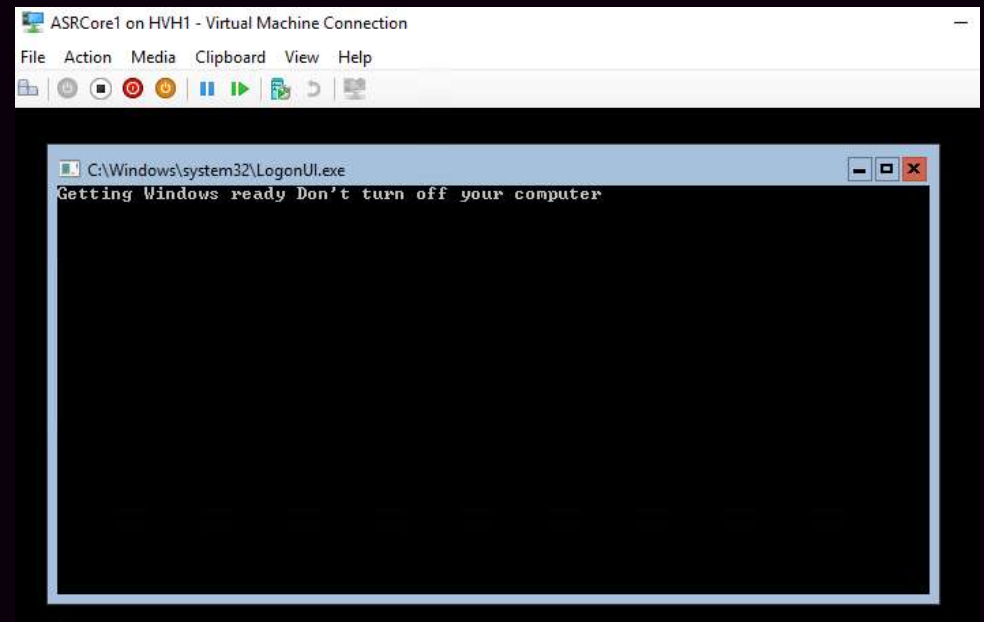 ASRCore1 on HVH1 - Virtual Machine Connection
File Action Media Clipboard View Help
C:\Windows\system32\LogonUI.exe
Getting Windows ready Don't turn off your computer